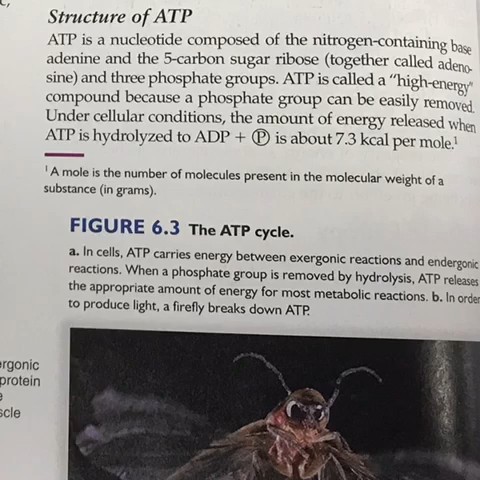 Structure of ATP
ATP is a nucleotide composed of the nitrogen-containing base
adenine and the 5-carbon sugar ribose (together called adeno-
sine) and three phosphate groups. ATP is called a "high-energy"
compound because a phosphate group can be easily removed.
Under cellular conditions, the amount of energy released when
ATP is hydrolyzed to ADP + Ⓟ is about 7.3 kcal per mole.¹
¹ A mole is the number of molecules present in the molecular weight of a
substance (in grams).
FIGURE 6.3 The ATP cycle.
a. In cells, ATP carries energy between exergonic reactions and endergonic
reactions. When a phosphate group is removed by hydrolysis, ATP releases
the appropriate amount of energy for most metabolic reactions. b. In order
to produce light, a firefly breaks down ATP.
ergonic
protein
scle